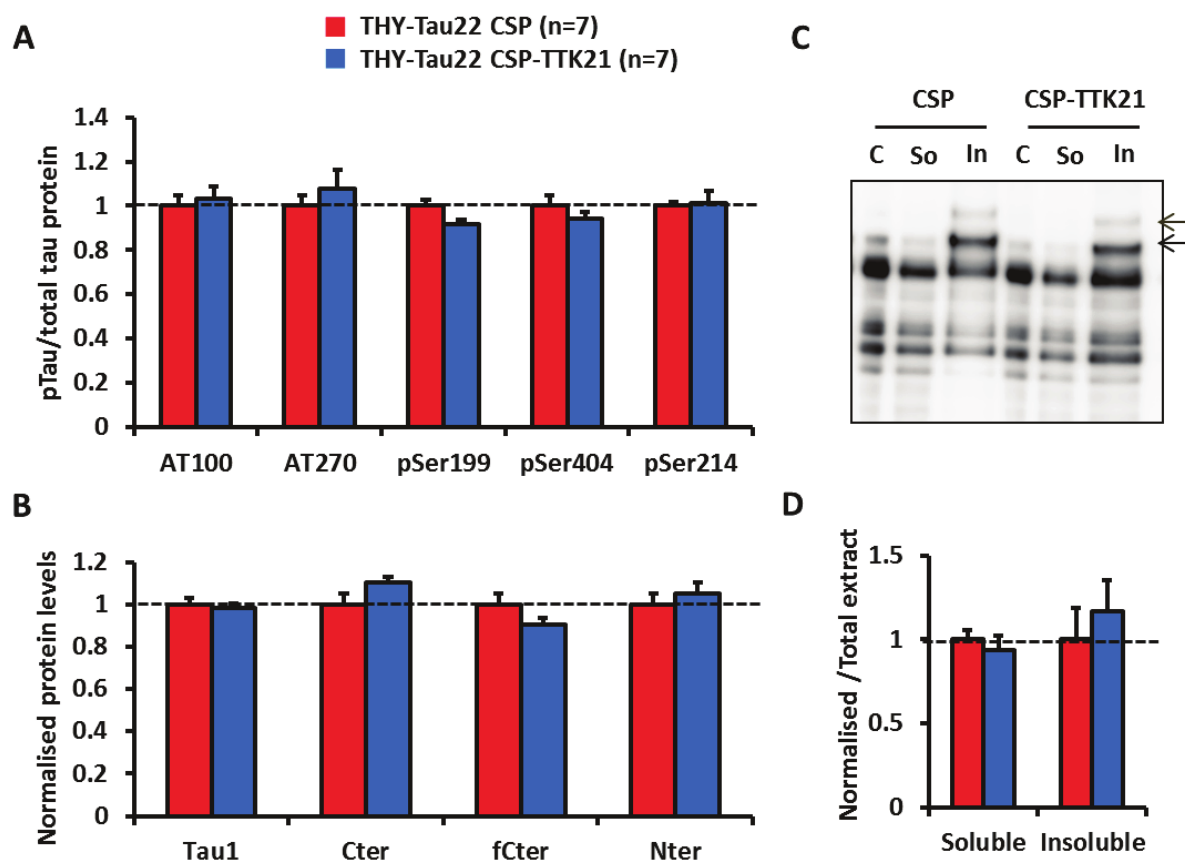 A
THY-Tau22 CSP (n=7)
THY-Tau22 CSP-TTK21 (n=7)
pTau/total tau protein
1.4
1.2
1
0.8
0.6
0.4
0.2
0
AT100 AT270 pSer199 pSer404 pSer214
B
Normalised protein levels
1.2
1
0.8
0.6
0.4
0.2
0
Tau1 Cter fCter Nter
C
CSP CSP-TTK21
C So In C So In
D
Normalised /Total extract
1.5
1
0.5
0
Soluble Insoluble